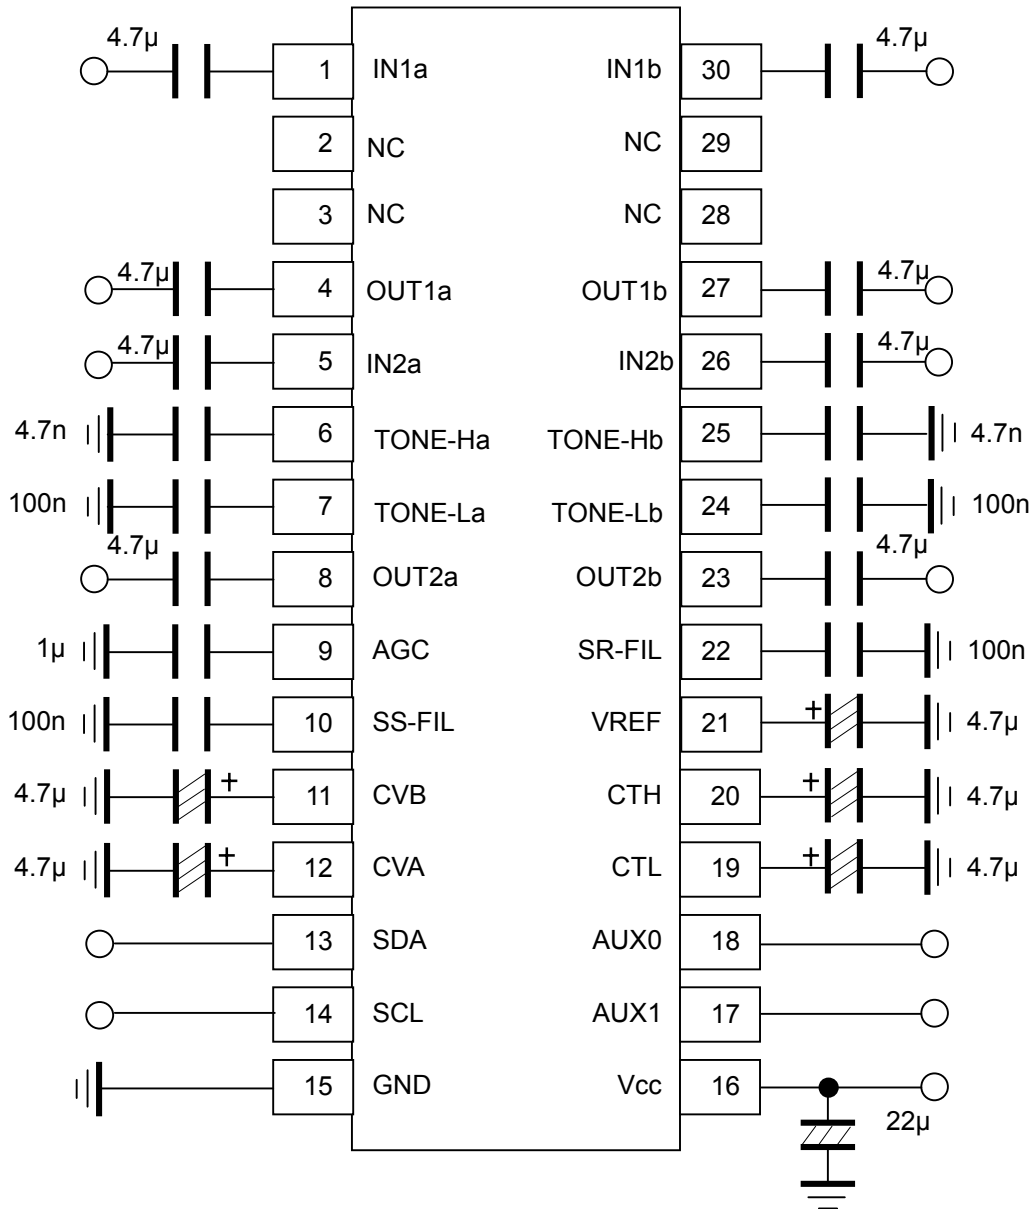 4.7µ 1 IN1a IN1b 30 4.7µ
2 NC NC 29
3 NC NC 28
4.7µ 4 OUT1a OUT1b 27 4.7µ
4.7µ 5 IN2a IN2b 26 4.7µ
4.7n 6 TONE-Ha TONE-Hb 25 4.7n
100n 7 TONE-La TONE-Lb 24 100n
4.7µ 8 OUT2a OUT2b 23 4.7µ
1µ 9 AGC SR-FIL 22 100n
100n 10 SS-FIL VREF 21 + 4.7µ
4.7µ + 11 CVB CTH 20 + 4.7µ
4.7µ + 12 CVA CTL 19 + 4.7µ
13 SDA AUX0 18
14 SCL AUX1 17
15 GND Vcc 16
22µ